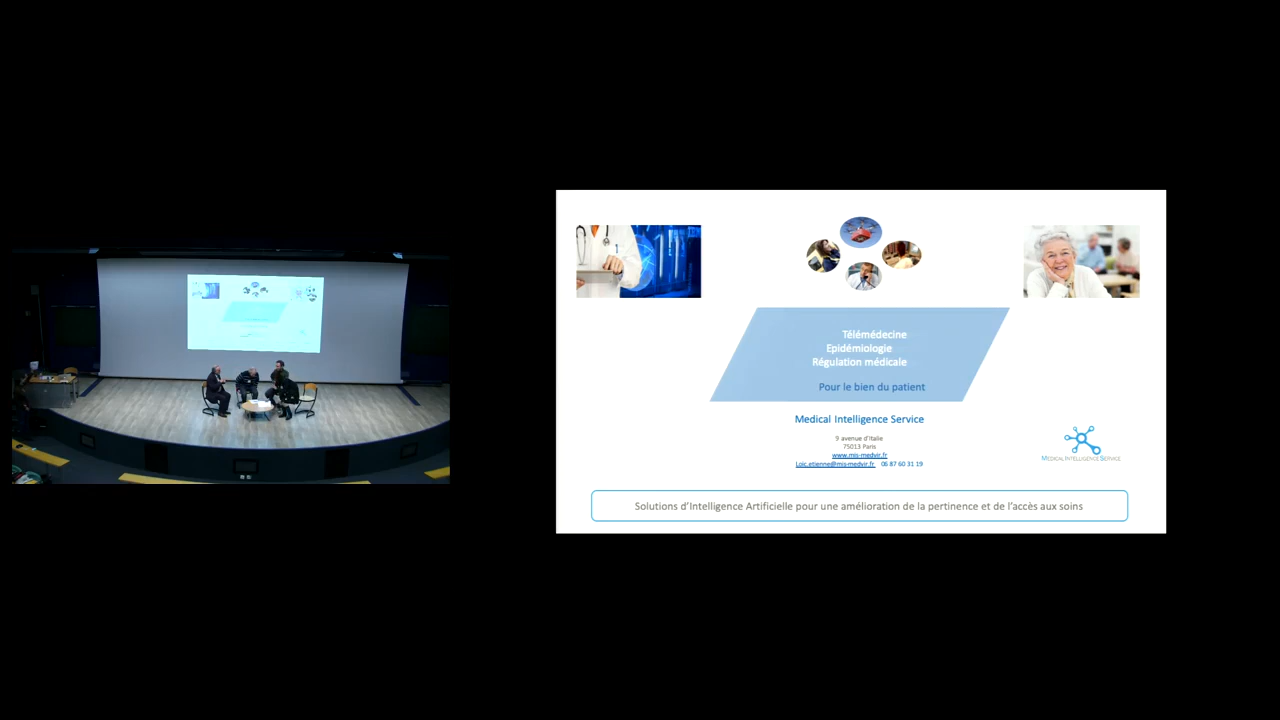 Télémédecine
Epidémiologie
Régulation médicale
Pour le bien du patient
Medical Intelligence Service
9 avenue d'Italie
75013 Paris
www.mis-medvir.fr
Loic.etienne@mis-medvir.fr 06 87 60 31 19
MEDICAL INTELLIGENCE SERVICE
Solutions d'Intelligence Artificielle pour une amélioration de la pertinence et de l'accès aux soins